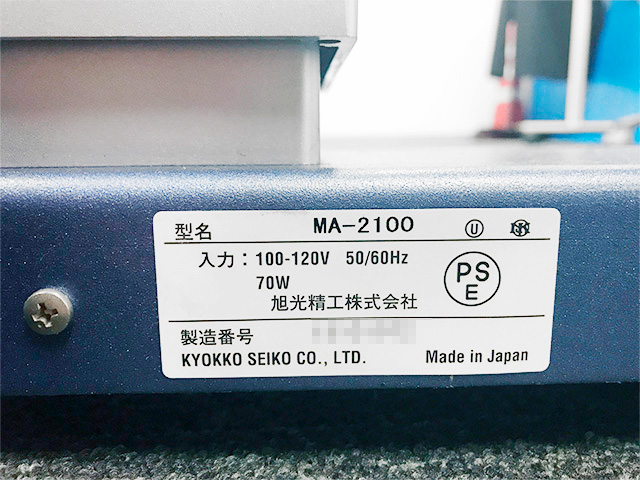 型名 MA-2100 U
入力：100-120V 50/60Hz
70W
旭光精工株式会社
PS
E
製造番号
KYOKKO SEIKO CO., LTD. Made in Japan